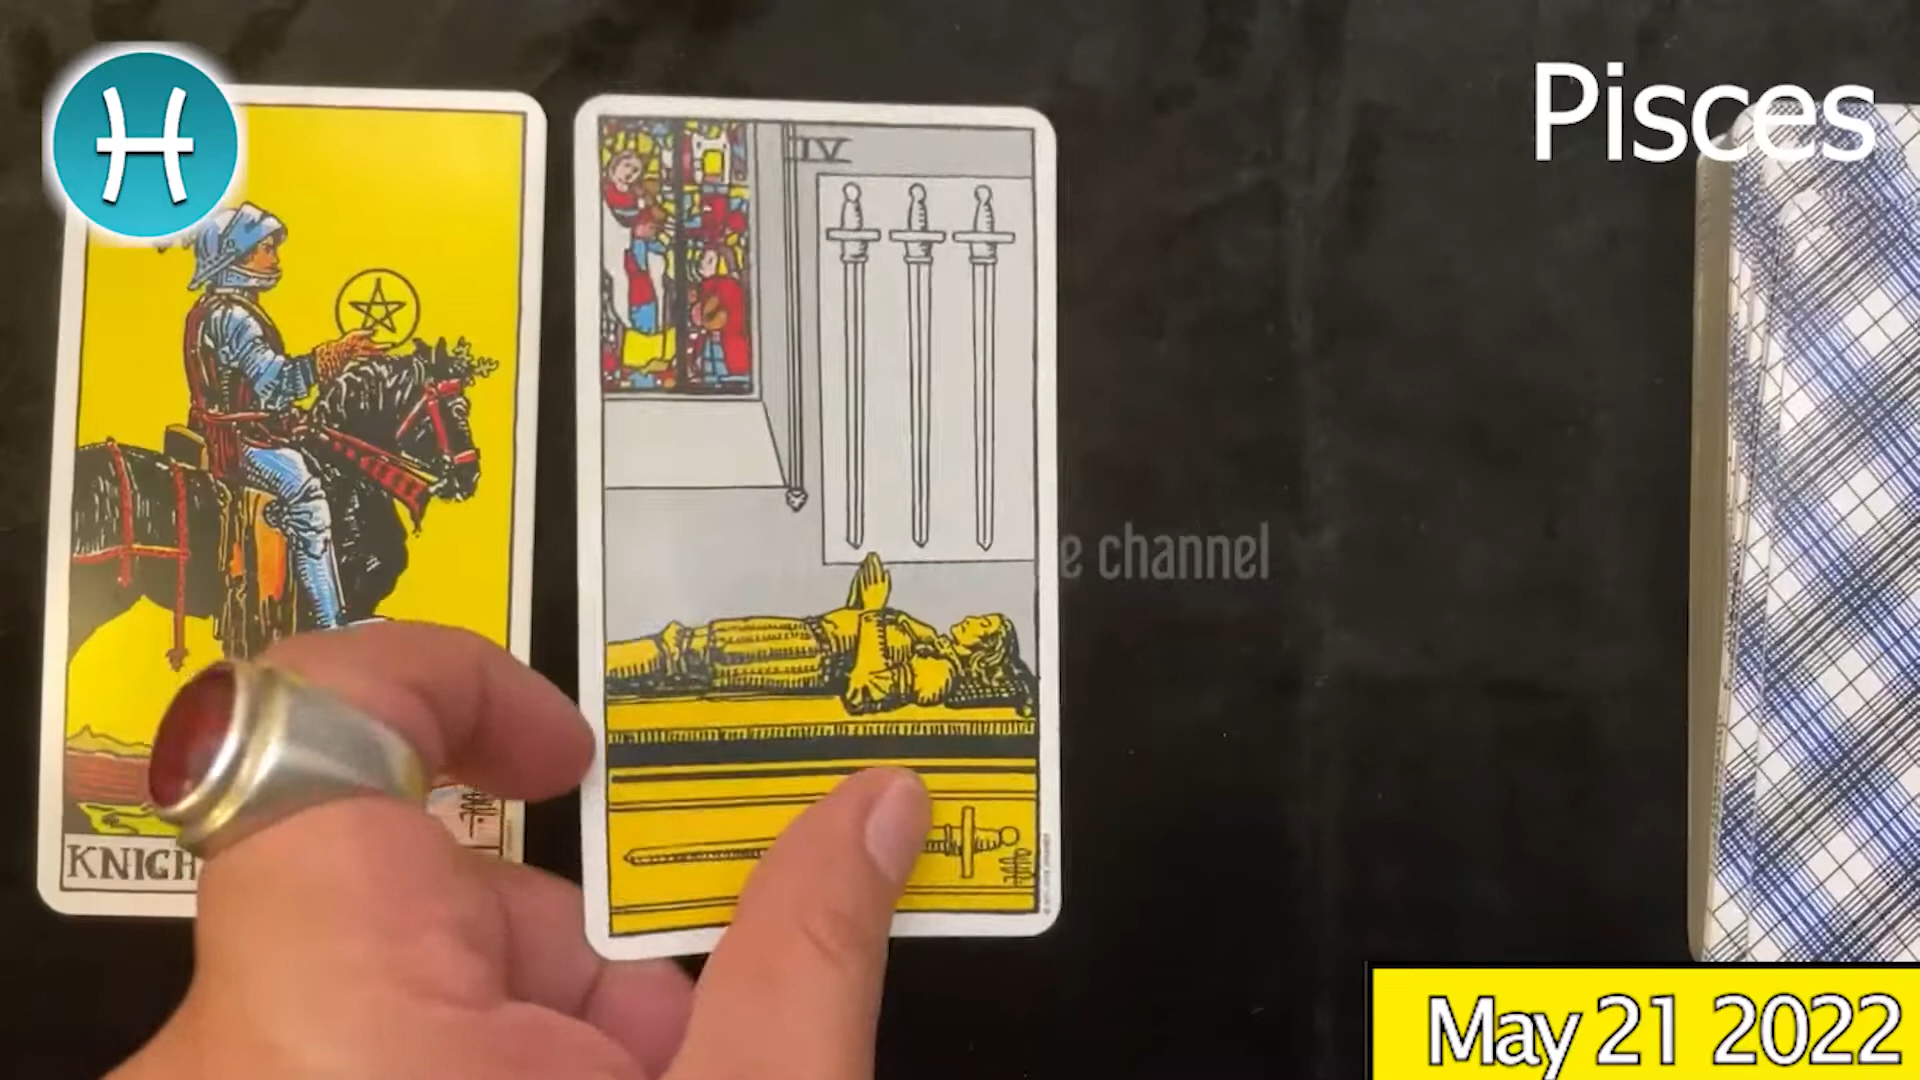 Pisces
IV
e channel
KNIGH
May 21 2022